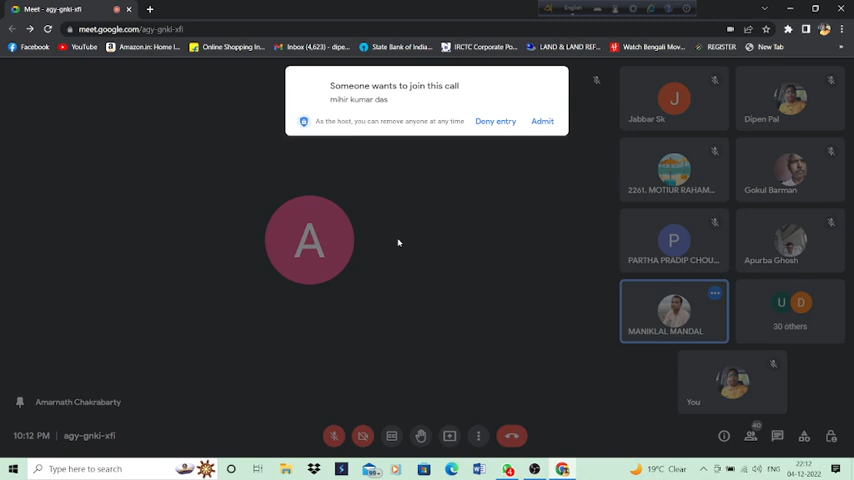 Meet - agy-gnki-xfi
English
meet.google.com/agy-gnki-xfi
Facebook
YouTube
Amazon.in: Home l...
Online Shopping In...
Inbox (4,623) - dipe...
State Bank of India...
IRCTC Corporate Po...
LAND & LAND REF...
Watch Bengali Mov...
REGISTER
New Tab
Someone wants to join this call
mihir kumar das
As the host, you can remove anyone at any time
Deny entry
Admit
J
Jabbar Sk
Dipen Pal
2261. MOTIUR RAHAM...
Gokul Barman
A
P
PARTHA PRADIP CHOU...
Apurba Ghosh
MANIKLAL MANDAL
U D
30 others
You
Amarnath Chakrabarty
10:12 PM | agy-gnki-xfi
40
Type here to search
99+
4
19°C Clear
ENG
22:12
04-12-2022